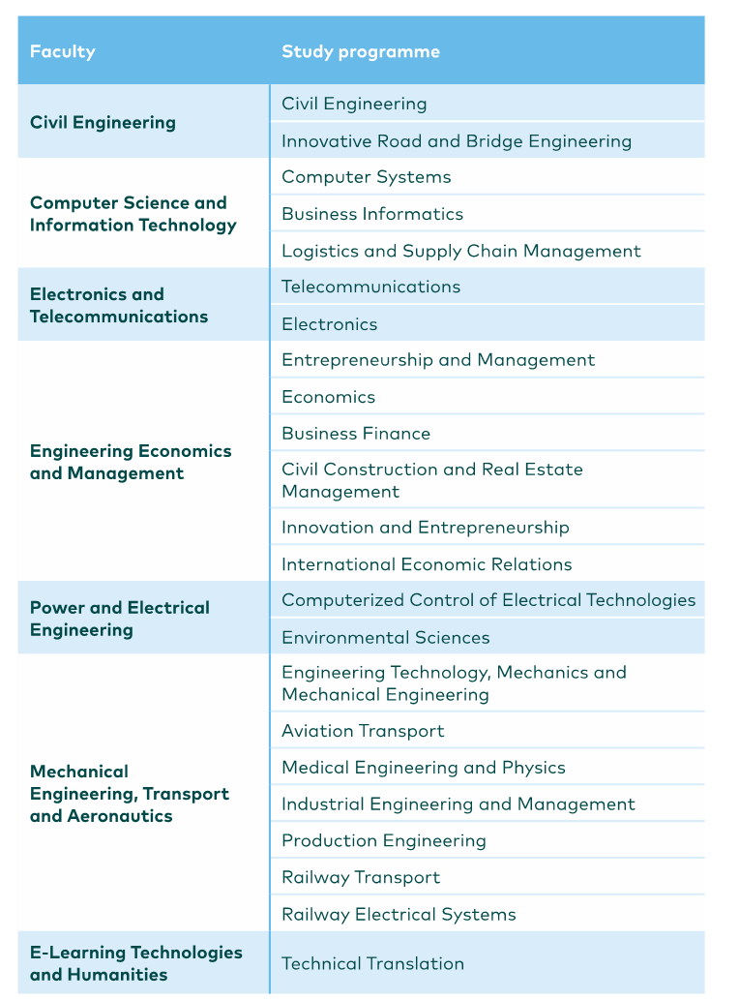 Faculty
Study programme
Civil Engineering
Civil Engineering
Innovative Road and Bridge Engineering
Computer Science and
Information Technology
Computer Systems
Business Informatics
Logistics and Supply Chain Management
Electronics and
Telecommunications
Telecommunications
Electronics
Engineering Economics
and Management
Entrepreneurship and Management
Economics
Business Finance
Civil Construction and Real Estate
Management
Innovation and Entrepreneurship
International Economic Relations
Power and Electrical
Engineering
Computerized Control of Electrical Technologies
Environmental Sciences
Mechanical
Engineering, Transport
and Aeronautics
Engineering Technology, Mechanics and
Mechanical Engineering
Aviation Transport
Medical Engineering and Physics
Industrial Engineering and Management
Production Engineering
Railway Transport
Railway Electrical Systems
E-Learning Technologies
and Humanities
Technical Translation